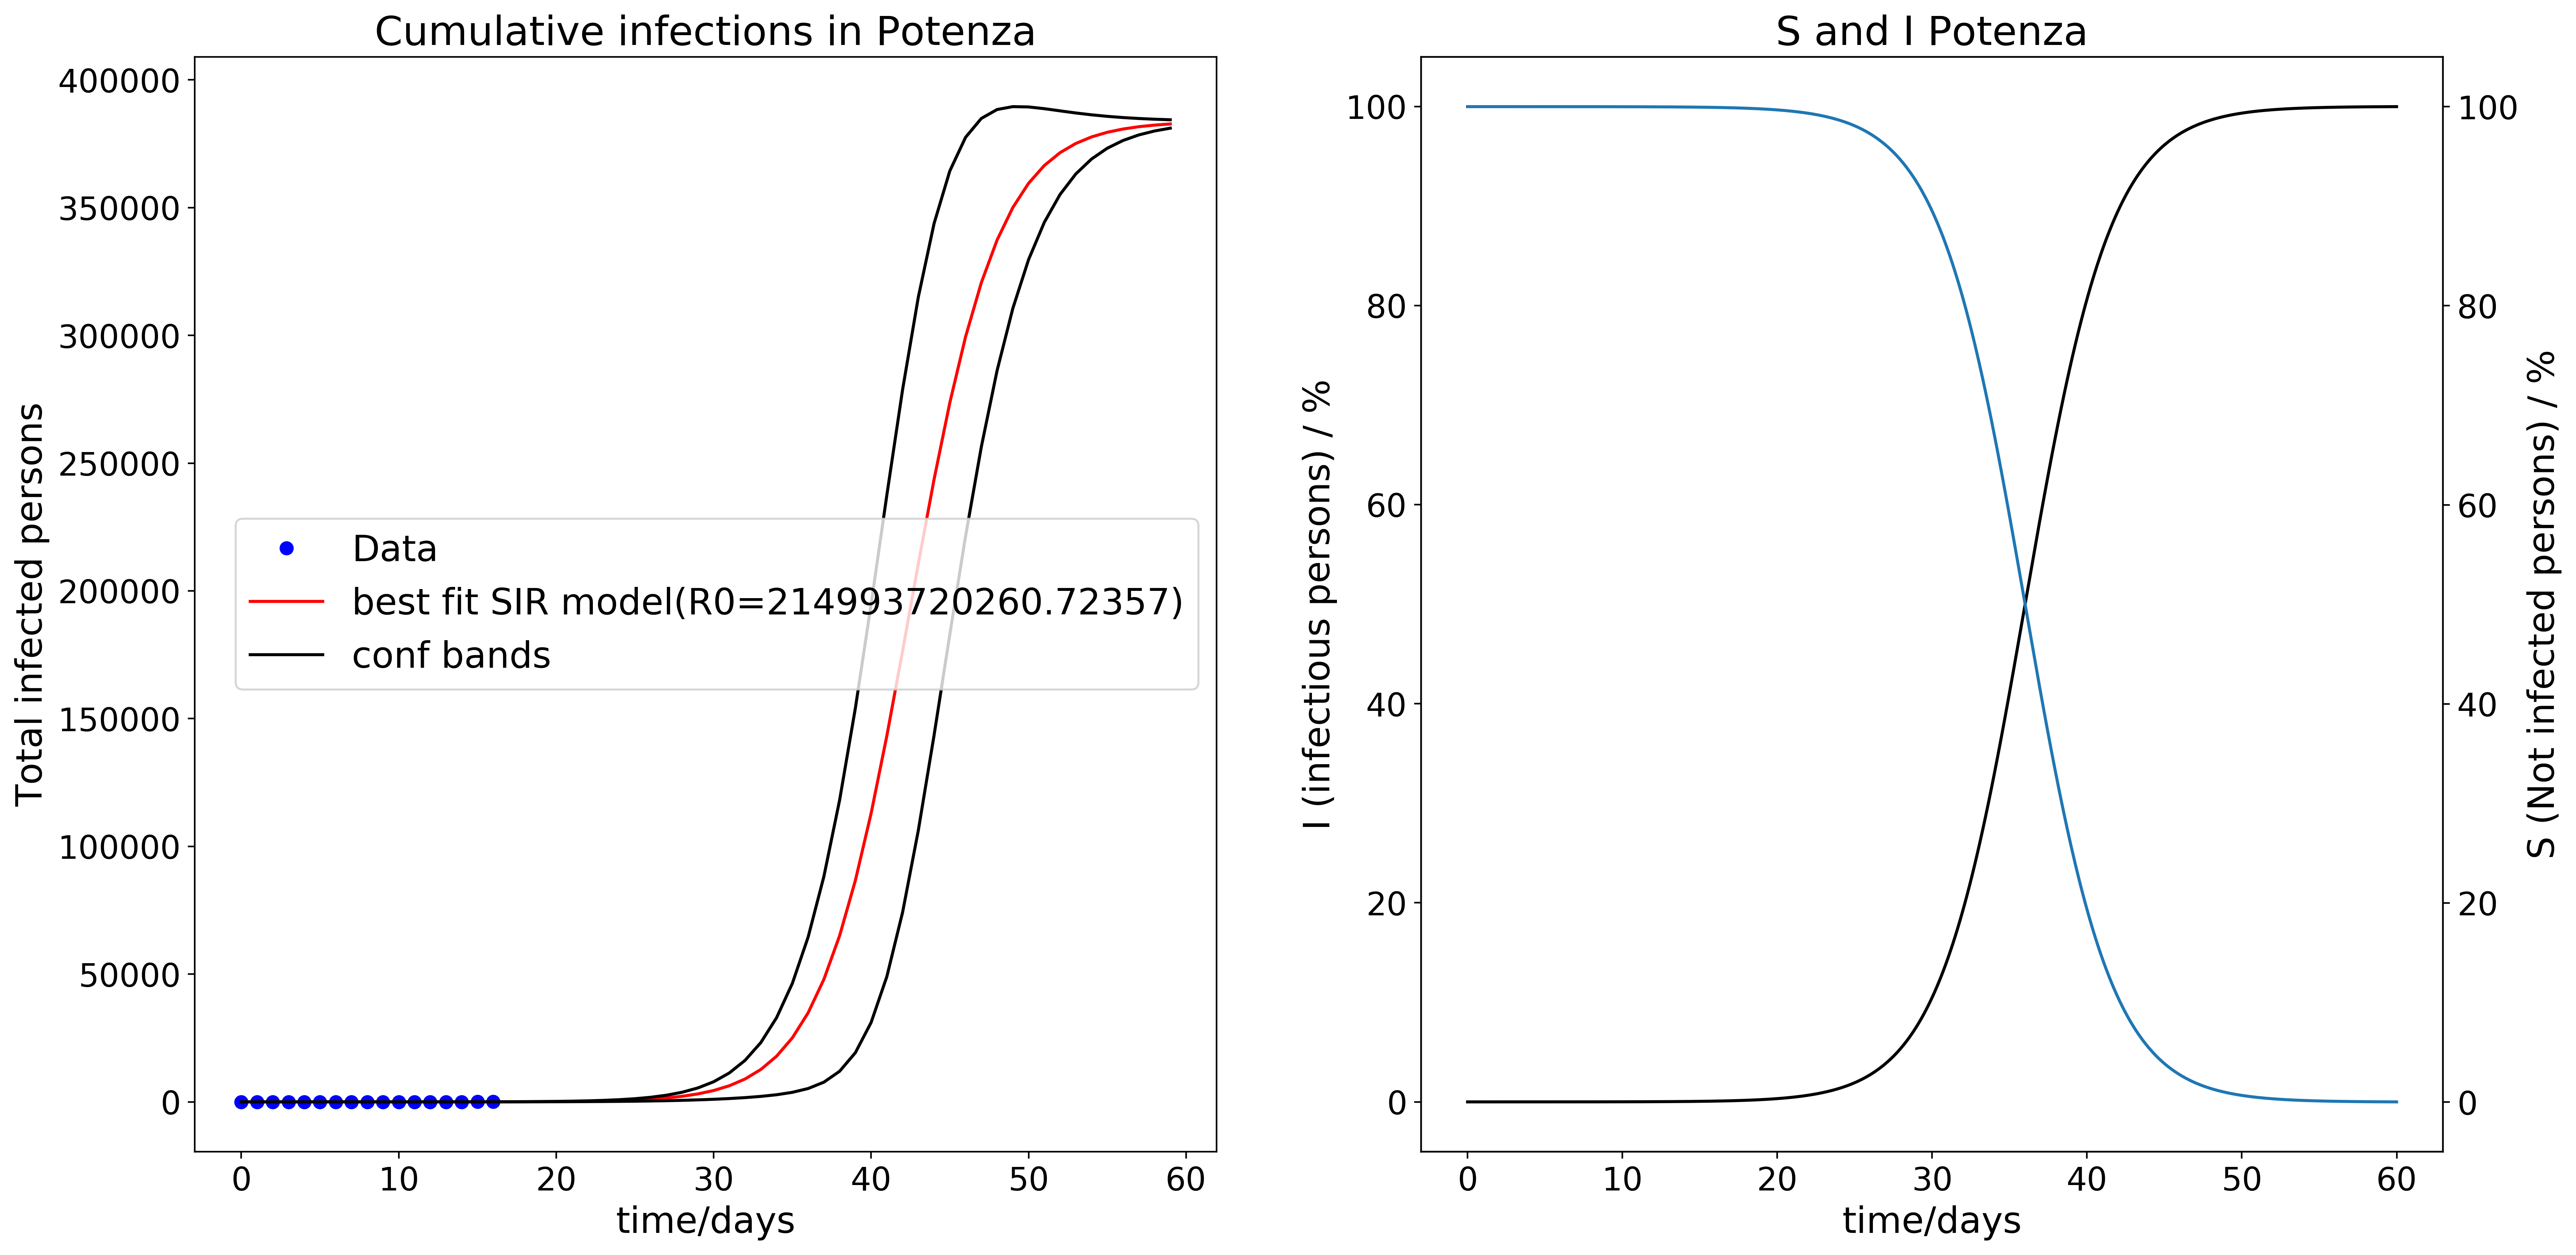 Cumulative infections in Potenza
400000
350000
300000
250000
200000
150000
100000
50000
0
Total infected persons
Data
best fit SIR model(R0=214993720260.72357)
conf bands
0 10 20 30 40 50 60
time/days
S and I Potenza
100
80
60
40
20
0
I (infectious persons) / %
100
80
60
40
20
0
S (Not infected persons) / %
0 10 20 30 40 50 60
time/days